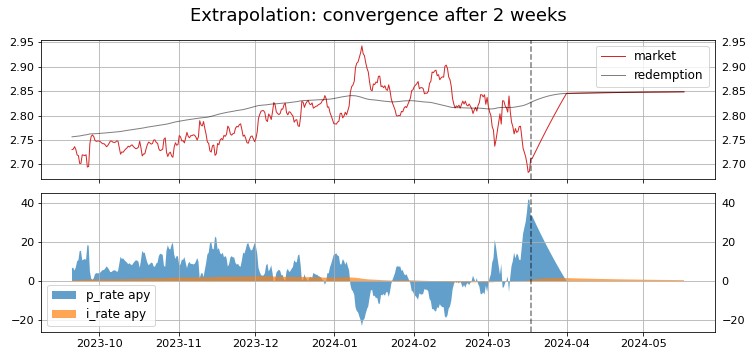 Extrapolation: convergence after 2 weeks
2.95 2.95
2.90 2.90
2.85 2.85
2.80 2.80
2.75 2.75
2.70 2.70
market
redemption
40 40
20 20
0 0
−20 −20
p_rate apy
i_rate apy
2023-10 2023-11 2023-12 2024-01 2024-02 2024-03 2024-04 2024-05